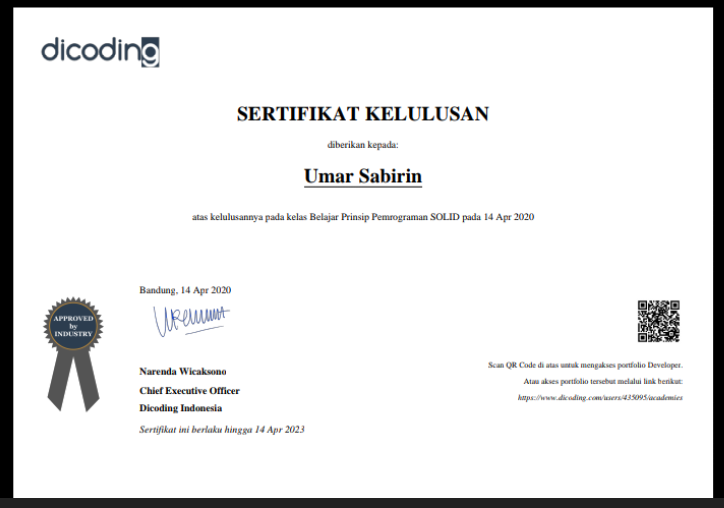 dicoding
SERTIFIKAT KELULUSAN
diberikan kepada:
Umar Sabirin
atas kelulusannya pada kelas Belajar Prinsip Pemrograman SOLID pada 14 Apr 2020
Bandung, 14 Apr 2020
APPROVED
by
INDUSTRY
Narenda Wicaksono
Chief Executive Officer
Dicoding Indonesia
Sertifikat ini berlaku hingga 14 Apr 2023
Scan QR Code di atas untuk mengakses portfolio Developer.
Atau akses portfolio tersebut melalui link berikut:
https://www.dicoding.com/users/435095/academies